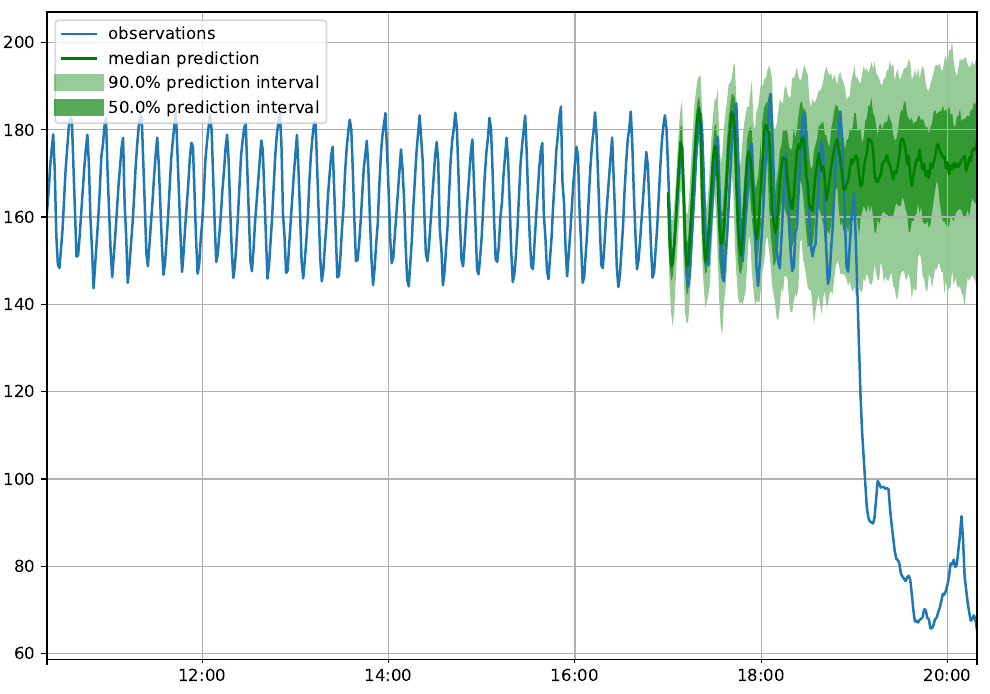 observations
median prediction
90.0% prediction interval
50.0% prediction interval
200
180
160
140
120
100
80
60
12:00 14:00 16:00 18:00 20:00